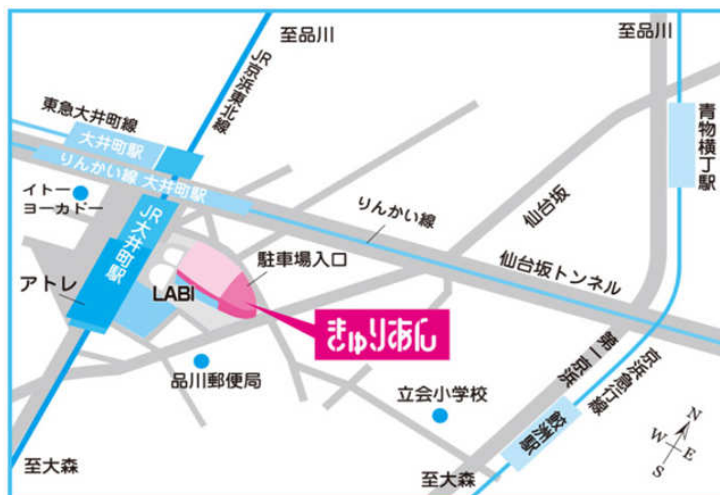 至品川
至品川
JR京浜東北線
東急大井町線
大井町駅
りんかい線 大井町駅
青物横丁駅
イトー
ヨーカドー
JR大井町駅
りんかい線
仙台坂
仙台坂トンネル
駐車場入口
アトレ
LABI
きゅりあん
品川郵便局
第一京浜
京浜急行線
立会小学校
鮫洲駅
至大森
至大森
N
W
E
S